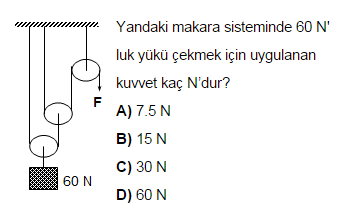 Yandaki makara sisteminde 60 N'
luk yükü çekmek için uygulanan
kuvvet kaç N'dur?
A) 7.5 N
B) 15 N
C) 30 N
D) 60 N
F
60 N